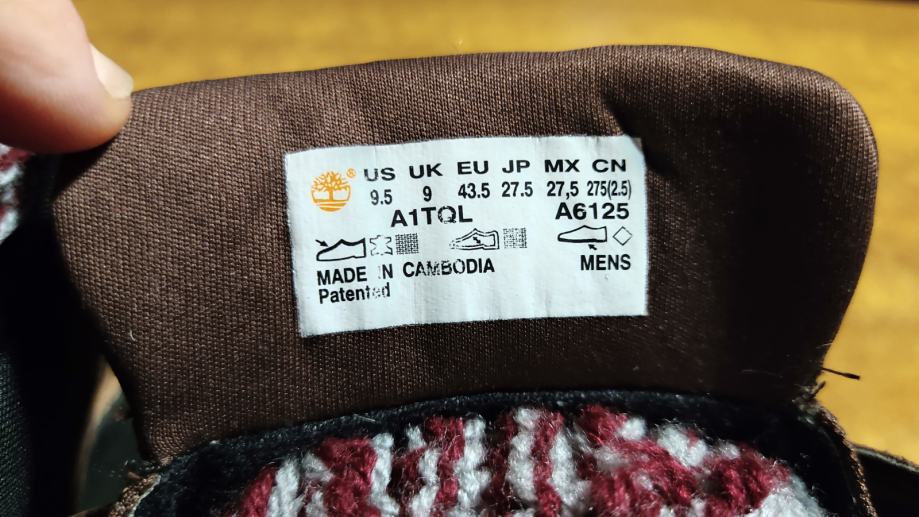 ® US UK EU JP MX CN
9.5 9 43.5 27.5 27,5 275(2.5)
A1TQL A6125
MADE IN CAMBODIA MENS
Patented